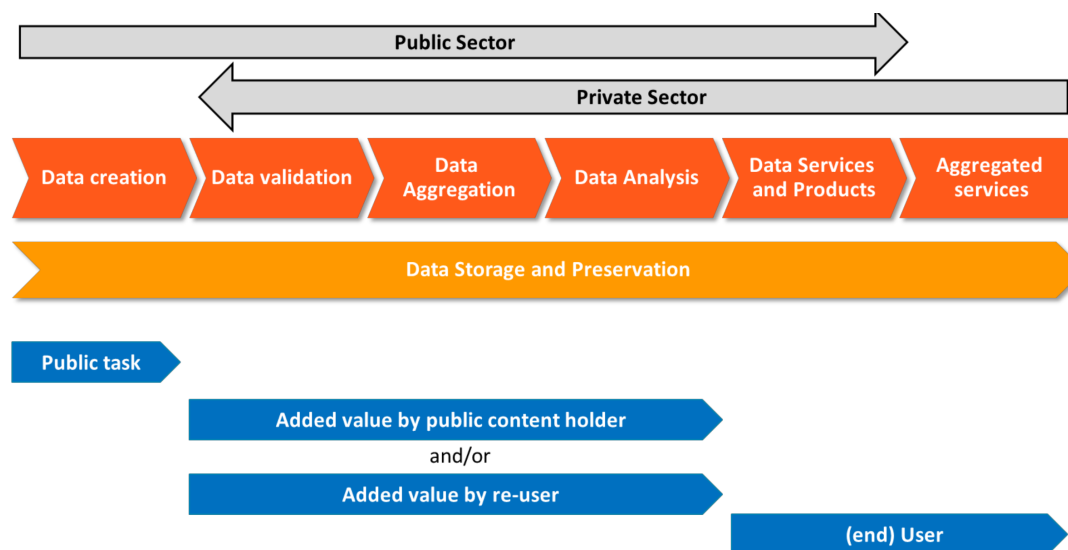 Public Sector
Private Sector
Data creation
Data validation
Data
Aggregation
Data Analysis
Data Services
and Products
Aggregated
services
Data Storage and Preservation
Public task
Added value by public content holder
and/or
Added value by re-user
(end) User